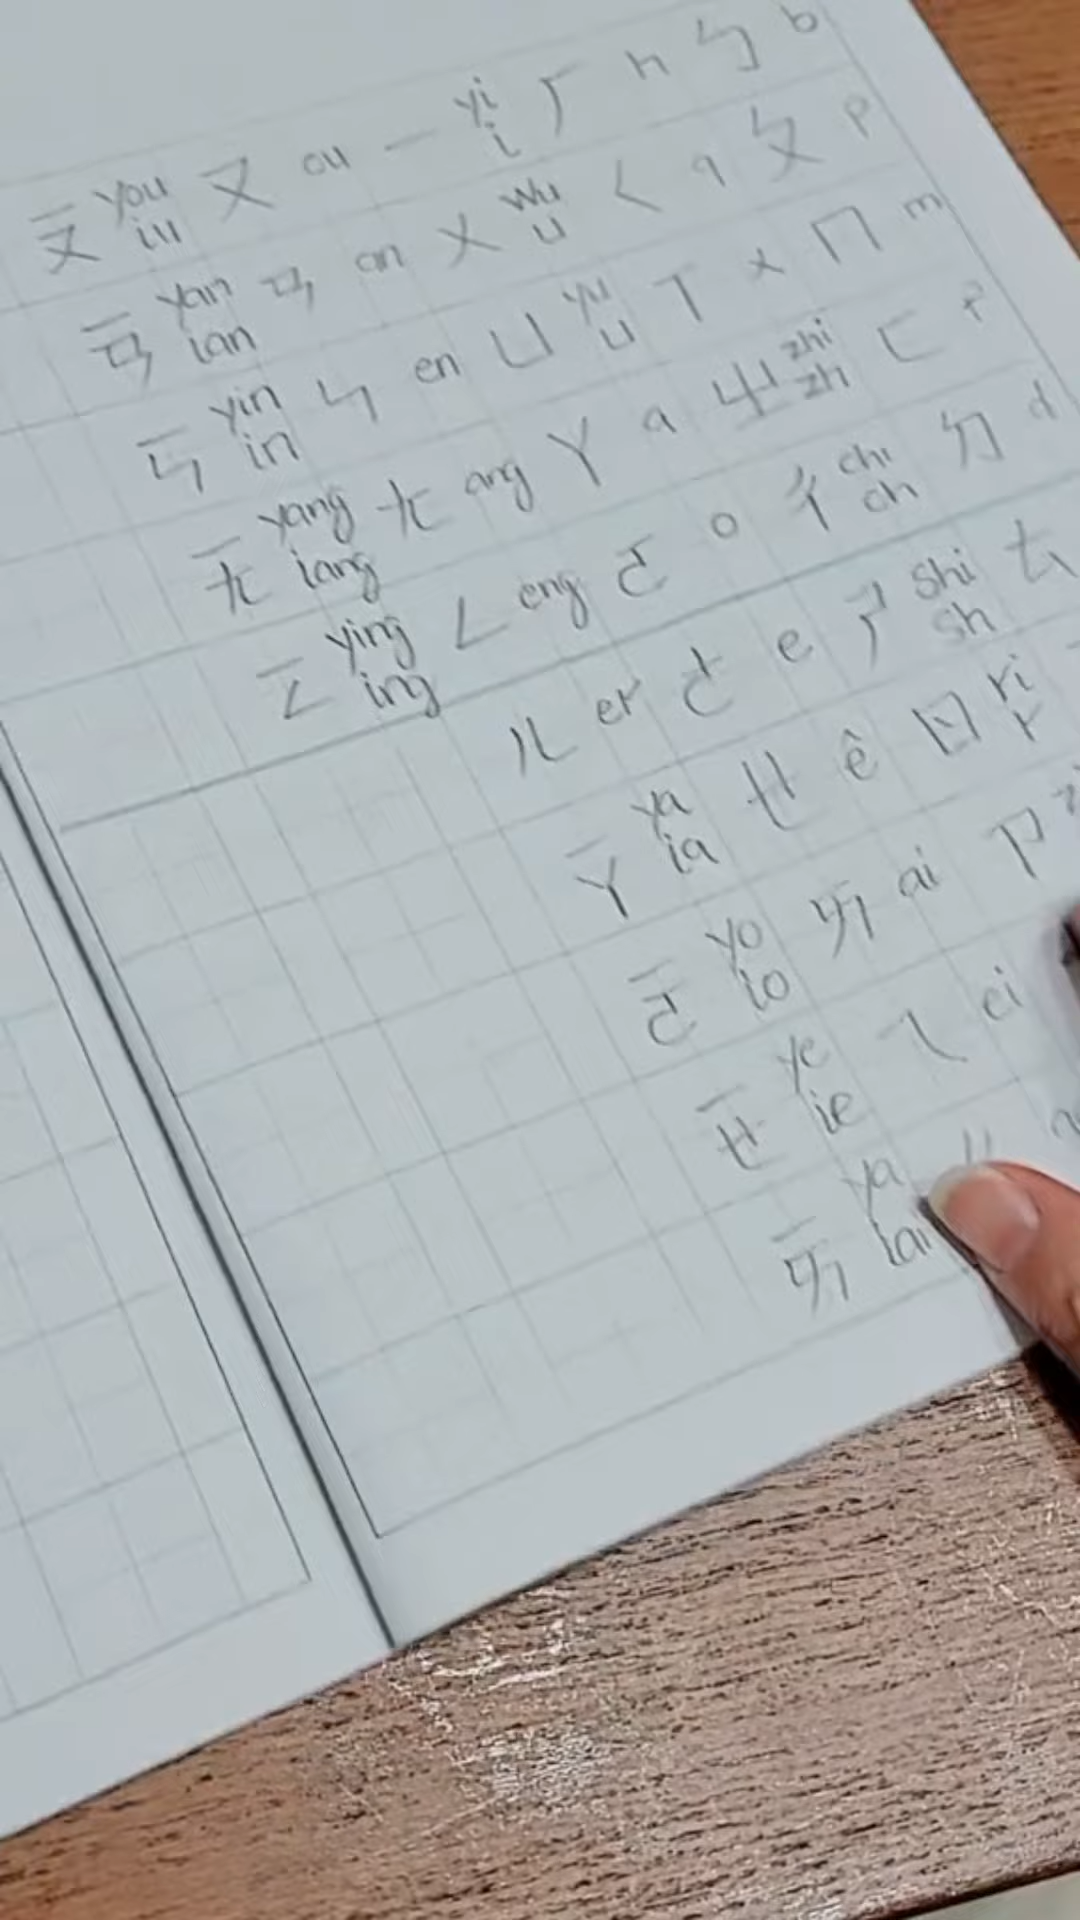 ㄧㄡ you iu ㄡ ou ㄧ yi i ㄏ h ㄅ b
ㄧㄢ yan ian ㄢ an ㄨ wu u ㄑ q ㄆ p
ㄧㄣ yin in ㄣ en ㄩ yu u ㄒ x ㄇ m
ㄧㄤ yang iang ㄤ ang ㄚ a ㄓ zhi zh ㄈ f
ㄧㄥ ying ing ㄥ eng ㄛ o ㄔ chi ch ㄉ d
ㄦ er ㄜ e ㄕ shi sh ㄊ
ㄧㄚ ya ia ㄝ ê ㄖ ri r
ㄧㄛ yo io ㄞ ai ㄗ
ㄧㄝ ye ie ㄟ ei
ㄧㄞ ya iai